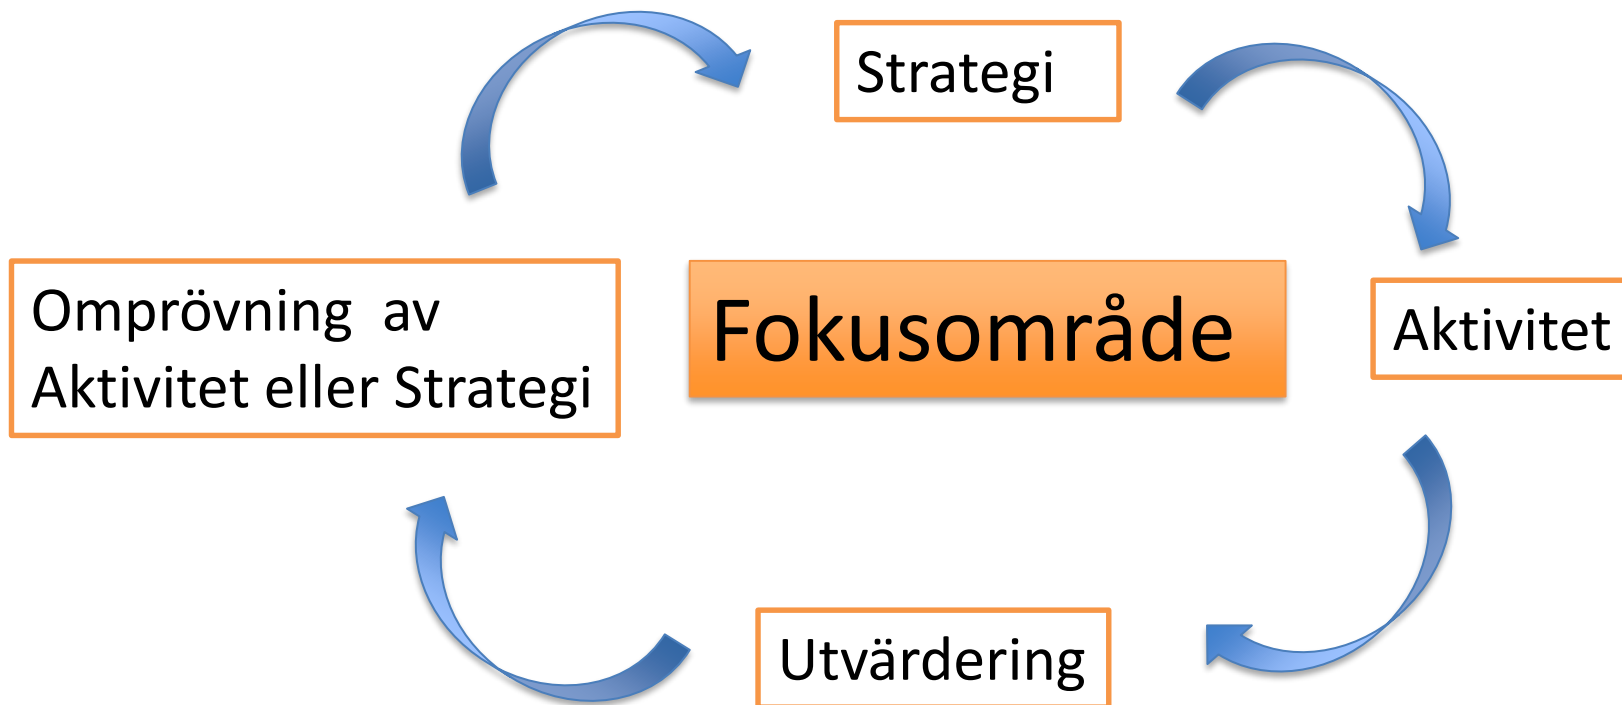 Strategi
Omprövning  av
Aktivitet eller Strategi
Fokusområde
Aktivitet
Utvärdering